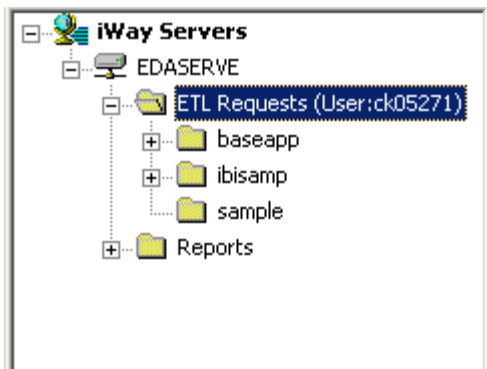 iWay Servers
EDASERVE
ETL Requests (User:ck05271)
baseapp
ibisamp
sample
Reports